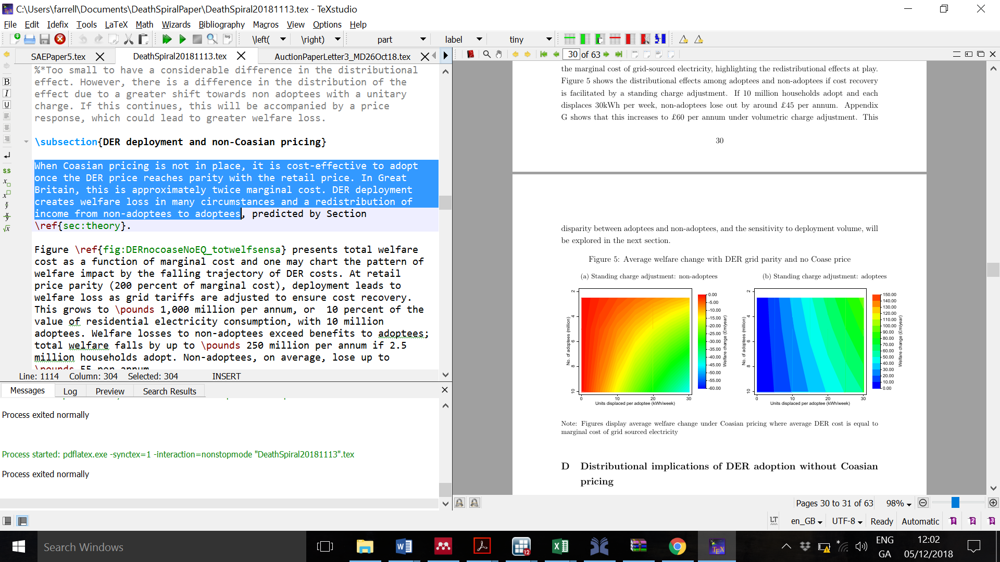 C:\Users\farrell\Documents\DeathSpiralPaper\DeathSpiral20181113.tex - TeXstudio
File Edit Idefix Tools LaTeX Math Wizards Bibliography Macros View Options Help
\left( \right) part label tiny
SAEPaper5.tex DeathSpiral20181113.tex AuctionPaperLetter3_MD26Oct18.tex
30 of 63
%*Too small to have a considerable difference in the distributional
effect. However, there is a difference in the distribution of the
effect due to a greater shift towards non adoptees with a unitary
charge. If this continues, this will be accompanied by a price
response, which could lead to greater welfare loss.
\subsection{DER deployment and non-Coasian pricing}
When Coasian pricing is not in place, it is cost-effective to adopt
once the DER price reaches parity with the retail price. In Great
Britain, this is approximately twice marginal cost. DER deployment
creates welfare loss in many circumstances and a redistribution of
income from non-adoptees to adoptees, predicted by Section
\ref{sec:theory}.
Figure \ref{fig:DERnocoaseNoEQ_totwelfsensa} presents total welfare
cost as a function of marginal cost and one may chart the pattern of
welfare impact by the falling trajectory of DER costs. At retail
price parity (200 percent of marginal cost), deployment leads to
welfare loss as grid tariffs are adjusted to ensure cost recovery.
This grows to \pounds 1,000 million per annum, or 10 percent of the
value of residential electricity consumption, with 10 million
adoptees. Welfare losses to non-adoptees exceed benefits to adoptees;
total welfare falls by up to \pounds 250 million per annum if 2.5
million households adopt. Non-adoptees, on average, lose up to
\pounds 55 per annum
Line: 1114 Column: 304 Selected: 304 INSERT
Messages Log Preview Search Results
Process exited normally
Process started: pdflatex.exe -synctex=1 -interaction=nonstopmode "DeathSpiral20181113".tex
Process exited normally
the marginal cost of grid-sourced electricity, highlighting the redistributional effects at play.
Figure 5 shows the distributional effects among adoptees and non-adoptees if cost recovery
is facilitated by a standing charge adjustment. If 10 million households adopt and each
displaces 30kWh per week, non-adoptees lose out by around £45 per annum. Appendix
G shows that this increases to £60 per annum under volumetric charge adjustment. This
30
disparity between adoptees and non-adoptees, and the sensitivity to deployment volume, will
be explored in the next section.
Figure 5: Average welfare change with DER grid parity and no Coase price
(a) Standing charge adjustment: non-adoptees
No. of adoptees (million)
2
4
6
8
10
0 10 20 30
Units displaced per adoptee (kWh/week)
0.00
-5.00
-10.00
-15.00
-20.00
-25.00
-30.00
-35.00
-40.00
-45.00
-50.00
-55.00
-60.00
Welfare change (£m/year)
(b) Standing charge adjustment: adoptees
No. of adoptees (million)
2
4
6
8
10
0 10 20 30
Units displaced per adoptee (kWh/week)
150.00
140.00
130.00
120.00
110.00
100.00
90.00
80.00
70.00
60.00
50.00
40.00
30.00
20.00
10.00
0.00
Welfare change (£m/year)
Note: Figures display average welfare change under Coasian pricing where average DER cost is equal to
marginal cost of grid sourced electricity
D Distributional implications of DER adoption without Coasian
pricing
Pages 30 to 31 of 63 98%
LT en_GB UTF-8 Ready Automatic 1 2 3
Search Windows
12
ENG
GA
12:02
05/12/2018